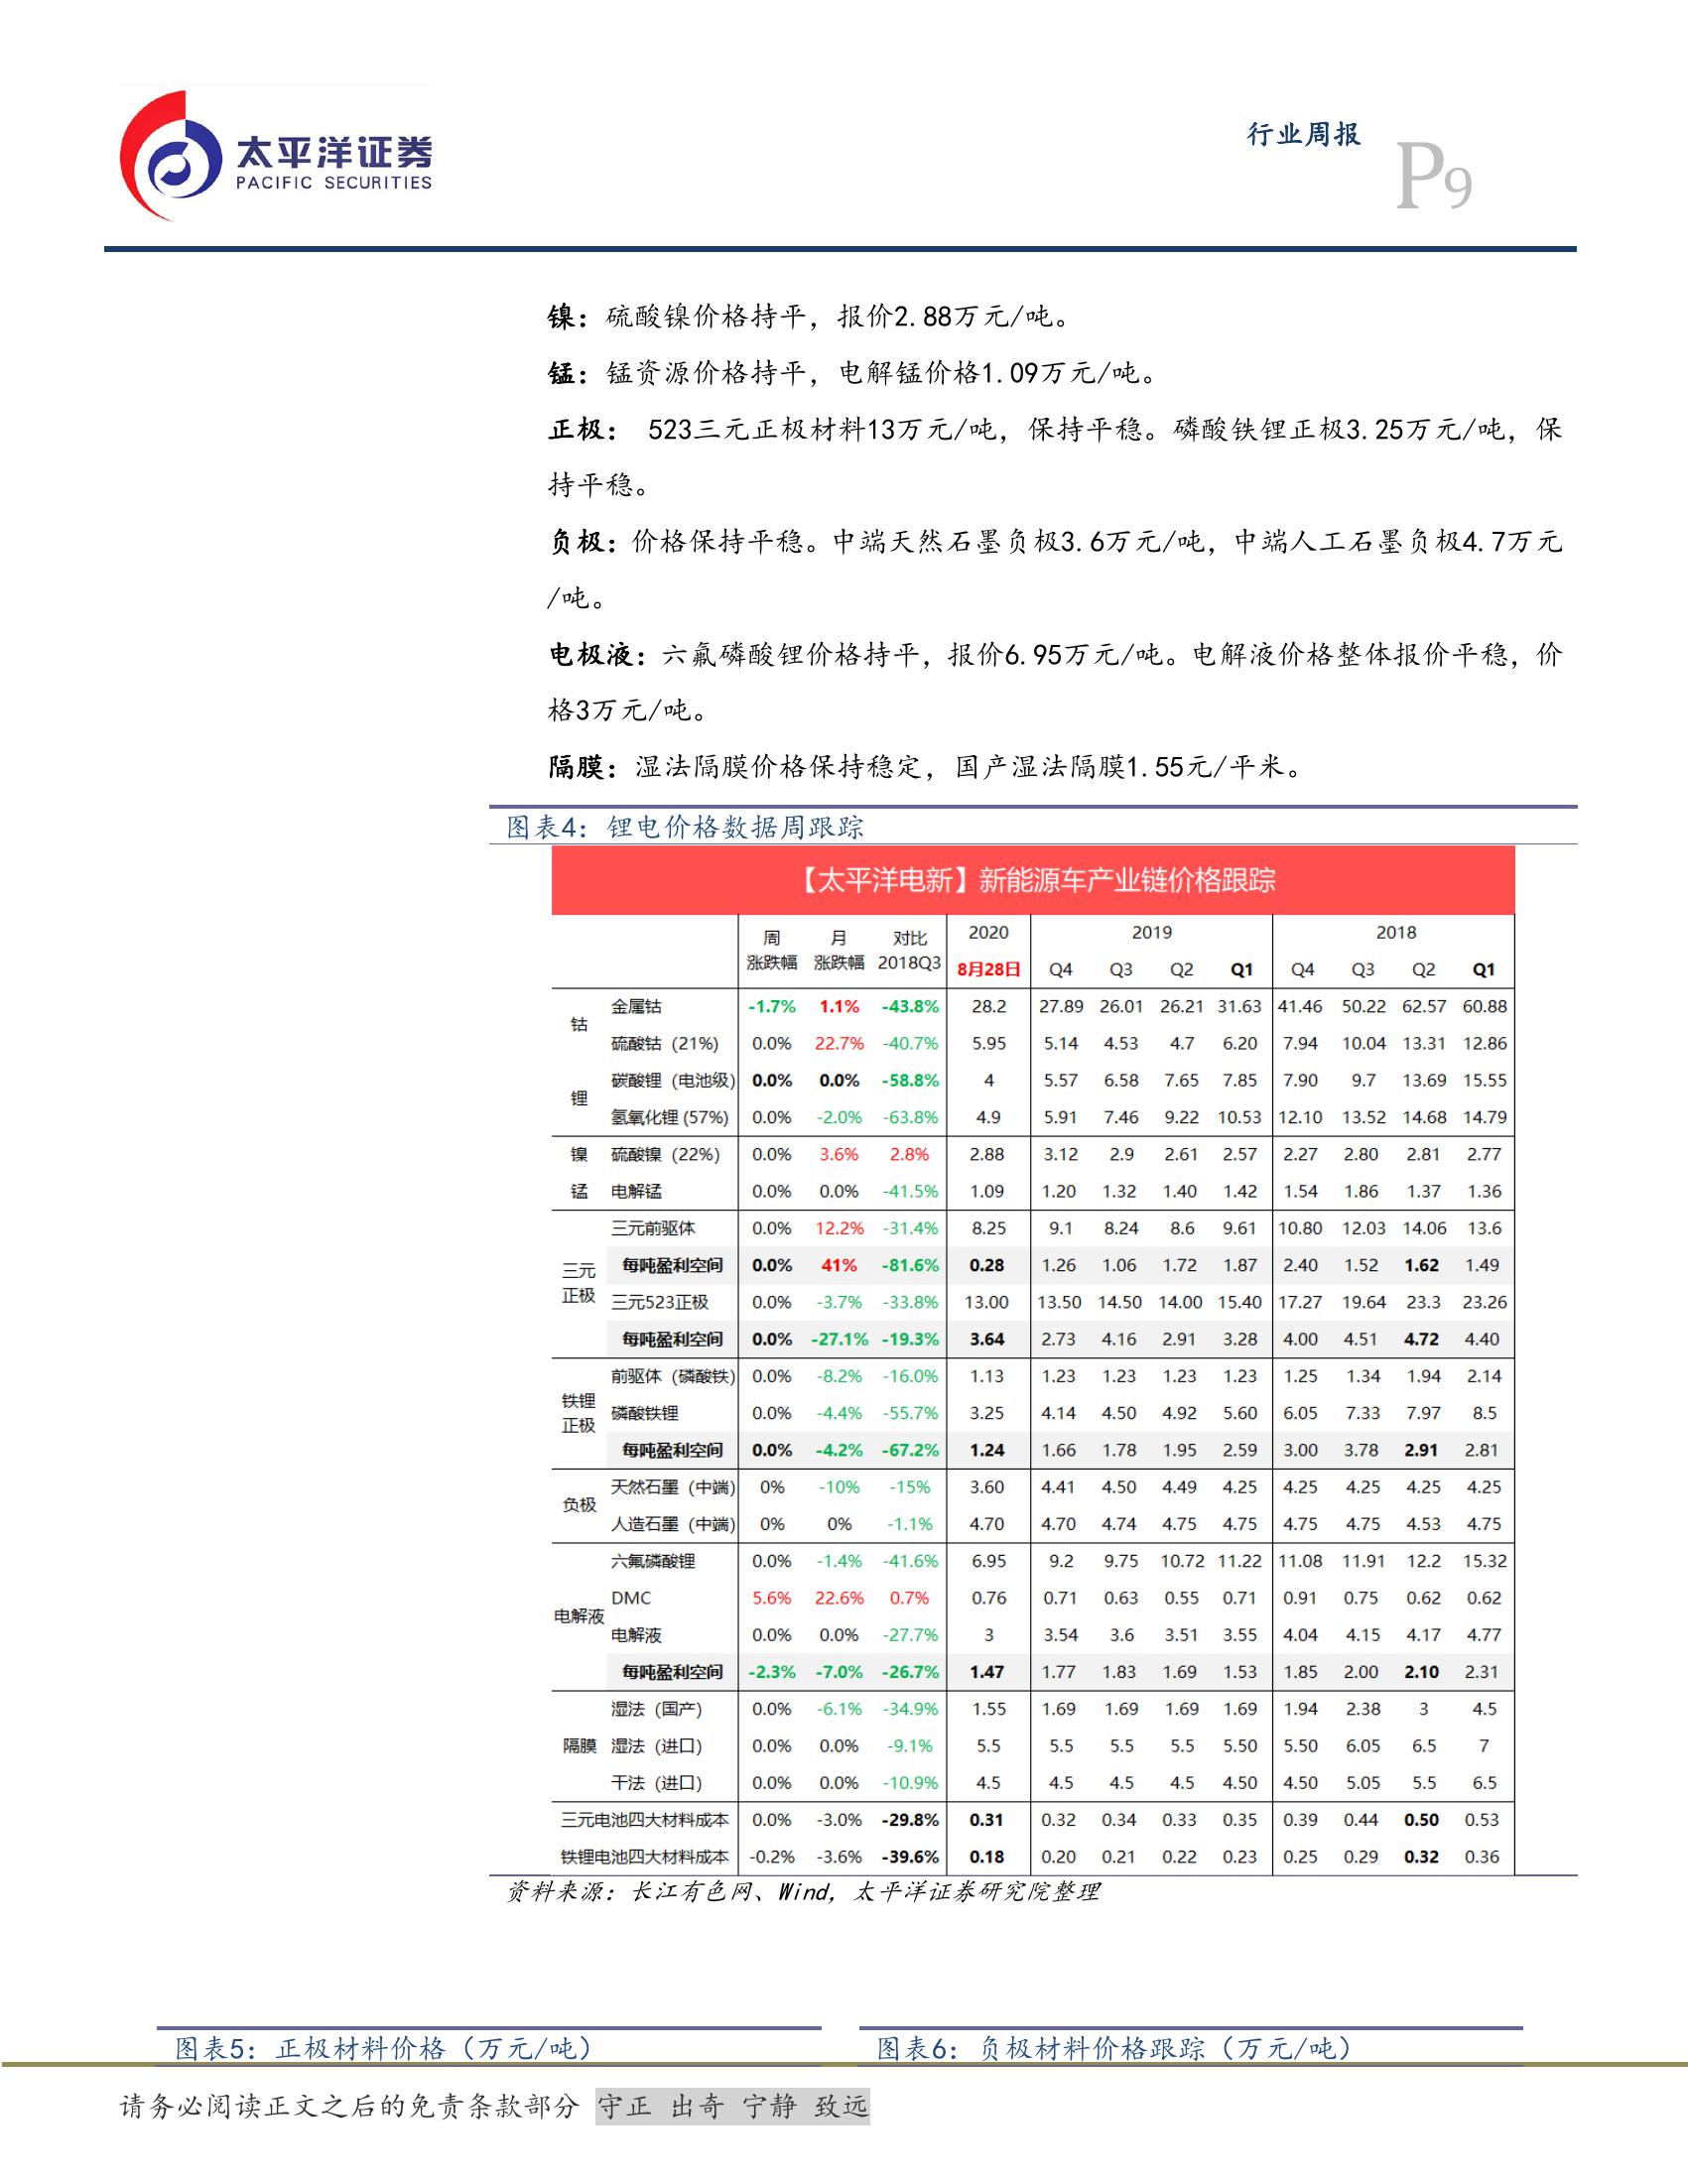 太平洋证券
PACIFIC SECURITIES
行业周报
P9
镍：硫酸镍价格持平，报价2.88万元/吨。
锰：锰资源价格持平，电解锰价格1.09万元/吨。
正极： 523三元正极材料13万元/吨，保持平稳。磷酸铁锂正极3.25万元/吨，保
持平稳。
负极：价格保持平稳。中端天然石墨负极3.6万元/吨，中端人工石墨负极4.7万元
/吨。
电极液：六氟磷酸锂价格持平，报价6.95万元/吨。电解液价格整体报价平稳，价
格3万元/吨。
隔膜：湿法隔膜价格保持稳定，国产湿法隔膜1.55元/平米。
图表4：锂电价格数据周跟踪
【太平洋电新】新能源车产业链价格跟踪
周 月 对比 2020 2019 2018
涨跌幅 涨跌幅 2018Q3 8月28日 Q4 Q3 Q2 Q1 Q4 Q3 Q2 Q1
钴 金属钴 -1.7% 1.1% -43.8% 28.2 27.89 26.01 26.21 31.63 41.46 50.22 62.57 60.88
硫酸钴（21%） 0.0% 22.7% -40.7% 5.95 5.14 4.53 4.7 6.20 7.94 10.04 13.31 12.86
锂 碳酸锂（电池级） 0.0% 0.0% -58.8% 4 5.57 6.58 7.65 7.85 7.90 9.7 13.69 15.55
氢氧化锂 (57%) 0.0% -2.0% -63.8% 4.9 5.91 7.46 9.22 10.53 12.10 13.52 14.68 14.79
镍 硫酸镍（22%） 0.0% 3.6% 2.8% 2.88 3.12 2.9 2.61 2.57 2.27 2.80 2.81 2.77
锰 电解锰 0.0% 0.0% -41.5% 1.09 1.20 1.32 1.40 1.42 1.54 1.86 1.37 1.36
三元前驱体 0.0% 12.2% -31.4% 8.25 9.1 8.24 8.6 9.61 10.80 12.03 14.06 13.6
三元正极 每吨盈利空间 0.0% 41% -81.6% 0.28 1.26 1.06 1.72 1.87 2.40 1.52 1.62 1.49
三元523正极 0.0% -3.7% -33.8% 13.00 13.50 14.50 14.00 15.40 17.27 19.64 23.3 23.26
每吨盈利空间 0.0% -27.1% -19.3% 3.64 2.73 4.16 2.91 3.28 4.00 4.51 4.72 4.40
前驱体（磷酸铁） 0.0% -8.2% -16.0% 1.13 1.23 1.23 1.23 1.23 1.25 1.34 1.94 2.14
铁锂正极 磷酸铁锂 0.0% -4.4% -55.7% 3.25 4.14 4.50 4.92 5.60 6.05 7.33 7.97 8.5
每吨盈利空间 0.0% -4.2% -67.2% 1.24 1.66 1.78 1.95 2.59 3.00 3.78 2.91 2.81
负极 天然石墨（中端） 0% -10% -15% 3.60 4.41 4.50 4.49 4.25 4.25 4.25 4.25 4.25
人造石墨（中端） 0% 0% -1.1% 4.70 4.70 4.74 4.75 4.75 4.75 4.75 4.53 4.75
六氟磷酸锂 0.0% -1.4% -41.6% 6.95 9.2 9.75 10.72 11.22 11.08 11.91 12.2 15.32
电解液 DMC 5.6% 22.6% 0.7% 0.76 0.71 0.63 0.55 0.71 0.91 0.75 0.62 0.62
电解液 0.0% 0.0% -27.7% 3 3.54 3.6 3.51 3.55 4.04 4.15 4.17 4.77
每吨盈利空间 -2.3% -7.0% -26.7% 1.47 1.77 1.83 1.69 1.53 1.85 2.00 2.10 2.31
湿法（国产） 0.0% -6.1% -34.9% 1.55 1.69 1.69 1.69 1.69 1.94 2.38 3 4.5
隔膜 湿法（进口） 0.0% 0.0% -9.1% 5.5 5.5 5.5 5.5 5.50 5.50 6.05 6.5 7
干法（进口） 0.0% 0.0% -10.9% 4.5 4.5 4.5 4.5 4.50 4.50 5.05 5.5 6.5
三元电池四大材料成本 0.0% -3.0% -29.8% 0.31 0.32 0.34 0.33 0.35 0.39 0.44 0.50 0.53
铁锂电池四大材料成本 -0.2% -3.6% -39.6% 0.18 0.20 0.21 0.22 0.23 0.25 0.29 0.32 0.36
资料来源：长江有色网、Wind，太平洋证券研究院整理
图表5：正极材料价格（万元/吨）
图表6：负极材料价格跟踪（万元/吨）
请务必阅读正文之后的免责条款部分 守正 出奇 宁静 致远